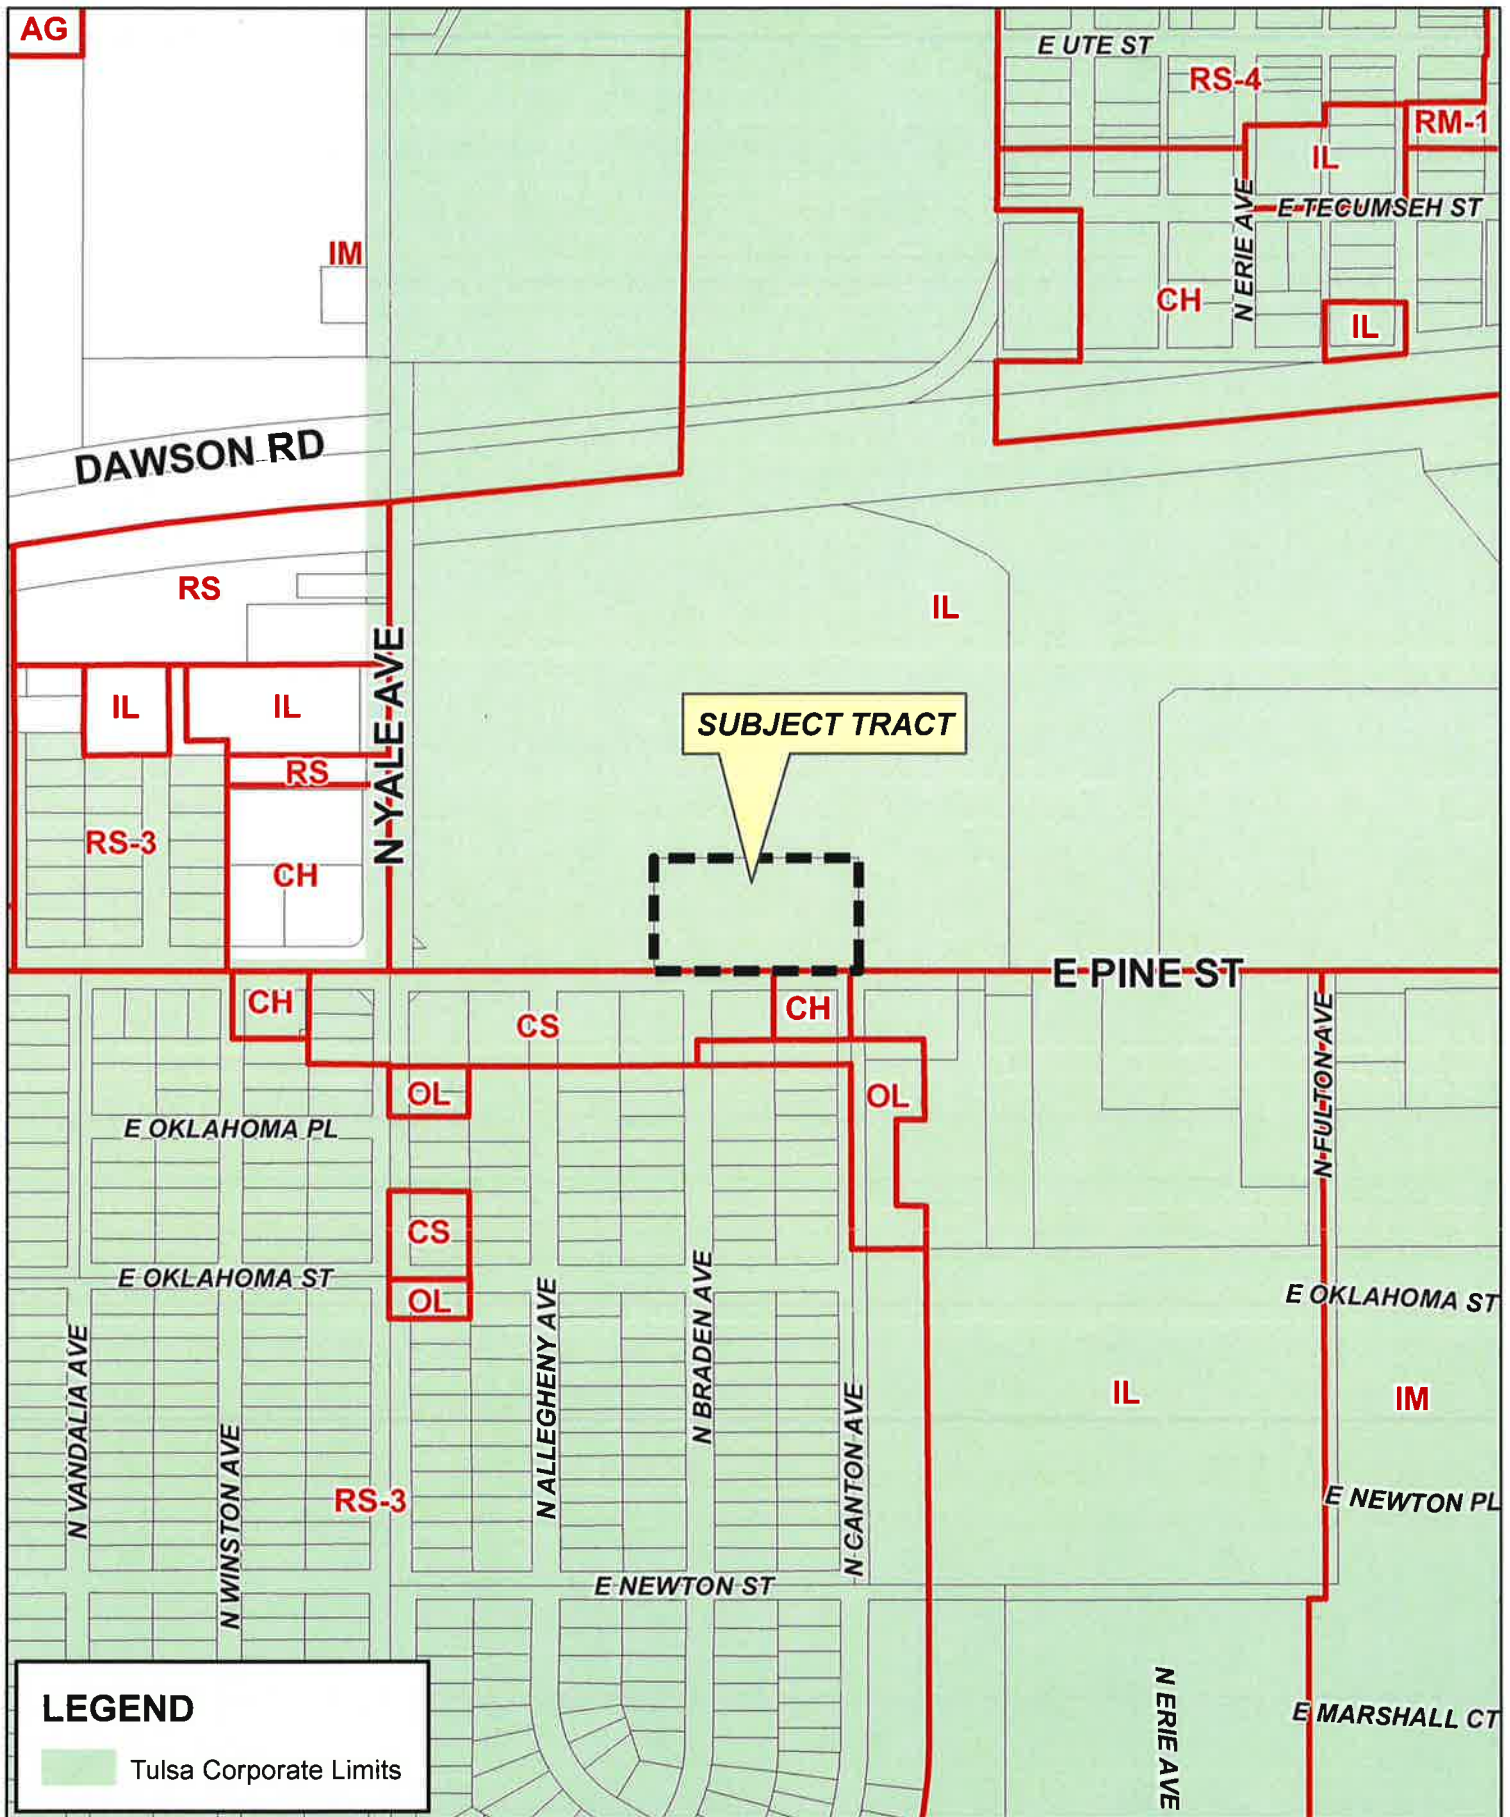 AG
E UTE ST
RS-4
RM-1
IL
E TECUMSEH ST
N ERIE AVE
IM
CH
IL
DAWSON RD
RS
IL
IL
IL
N YALE AVE
SUBJECT TRACT
RS
RS-3
CH
E PINE ST
CH
CH
CS
N FULTON AVE
OL
OL
E OKLAHOMA PL
CS
E OKLAHOMA ST
OL
E OKLAHOMA ST
N VANDALIA AVE
N WINSTON AVE
N ALLEGHENY AVE
N BRADEN AVE
N CANTON AVE
IL
IM
RS-3
E NEWTON PL
E NEWTON ST
N ERIE AVE
E MARSHALL CT
LEGEND
Tulsa Corporate Limits